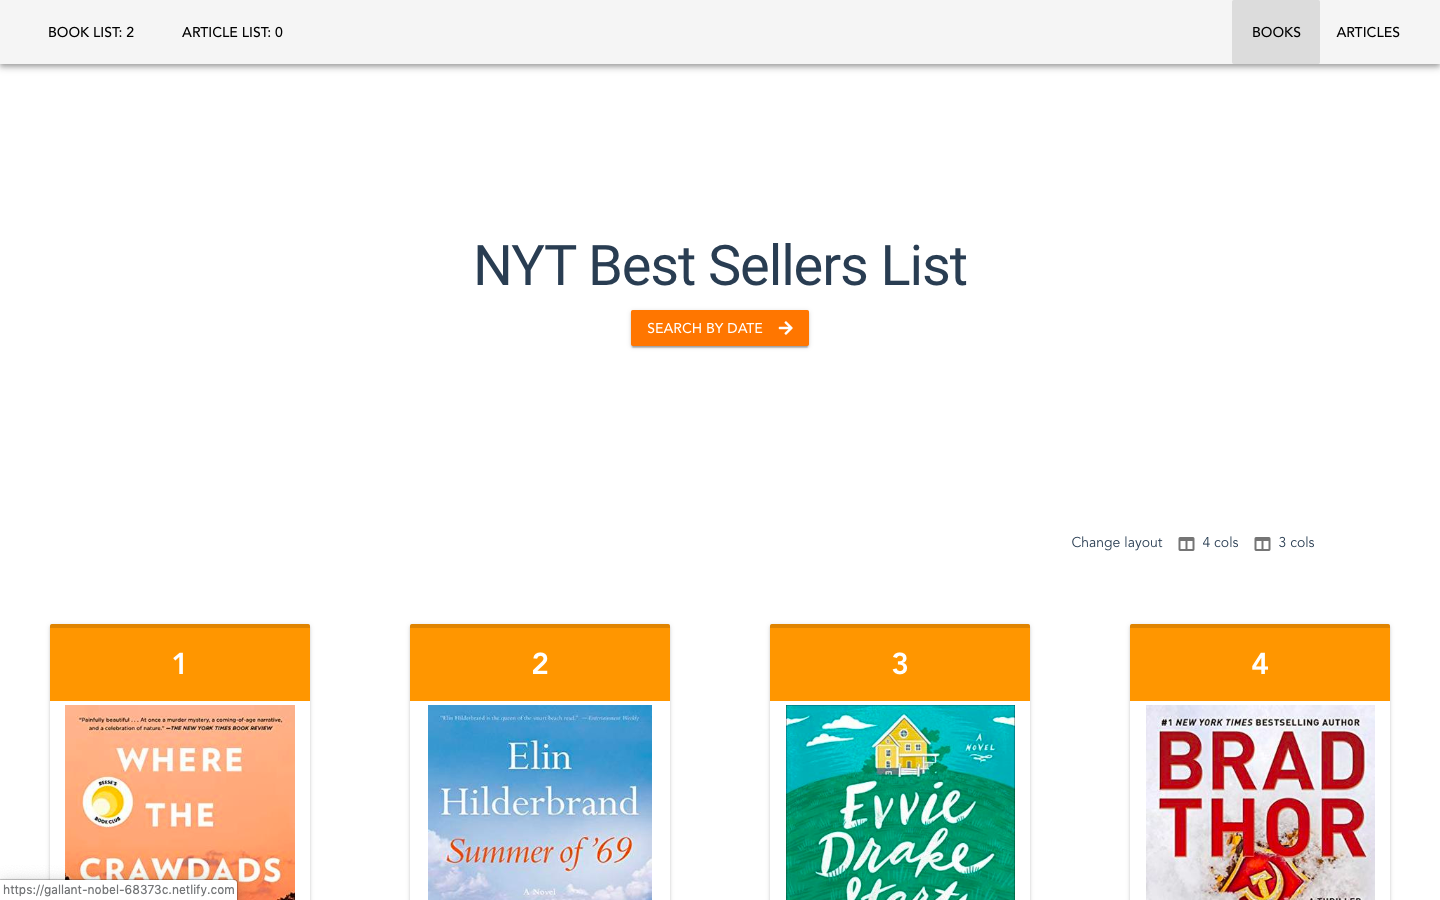 BOOK LIST: 2
ARTICLE LIST: 0
BOOKS
ARTICLES
NYT Best Sellers List
SEARCH BY DATE
Change layout
4 cols
3 cols
1
2
3
4
"Painfully beautiful . . . At once a murder mystery, a coming-of-age narrative,
and a celebration of nature." —THE NEW YORK TIMES BOOK REVIEW
WHERE
REESE'S
BOOK CLUB
THE
CRAWDADS
"Elin Hilderbrand is the queen of the smart beach read." —Entertainment Weekly
Elin
Hilderbrand
Summer of '69
A Novel
A
NOVEL
Evvie
Drake
Starts
#1 NEW YORK TIMES BESTSELLING AUTHOR
BRAD
THOR
A THRILLER
https://gallant-nobel-68373c.netlify.com